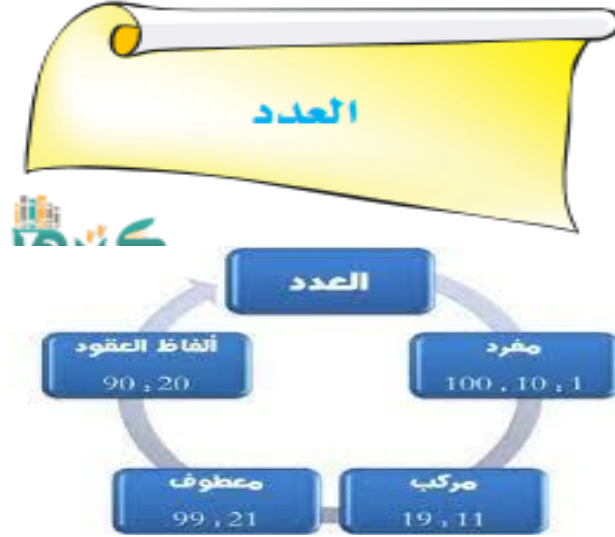 العدد
العدد
مفرد
1 : 10 , 100
مركب
11 , 19
معطوف
21 , 99
ألفاظ العقود
20 , 90